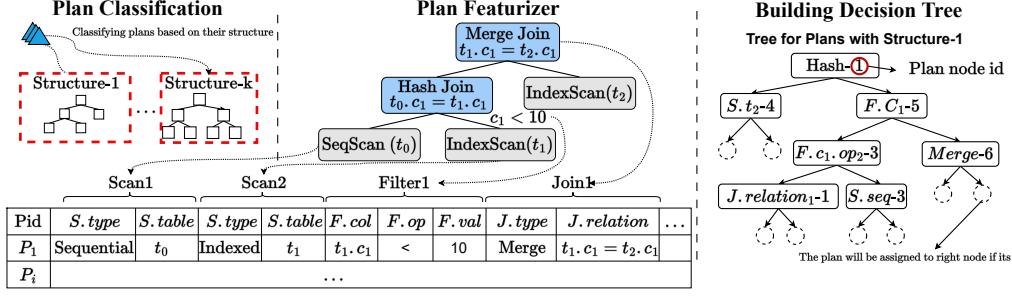 Plan Classification
Classifying plans based on their structure
Structure-1
...
Structure-k
Plan Featurizer
Merge Join
t₁.c₁ = t₂.c₁
Hash Join
t₀.c₁ = t₁.c₁
IndexScan(t₂)
c₁ < 10
SeqScan (t₀)
IndexScan(t₁)
Scan1 Scan2 Filter1 Join1
Pid S.type S.table S.type S.table F.col F.op F.val J.type J.relation ...
P₁ Sequential t₀ Indexed t₁ t₁.c₁ < 10 Merge t₁.c₁ = t₂.c₁
Pᵢ ...
Building Decision Tree
Tree for Plans with Structure-1
Hash-1 Plan node id
S.t₂-4 F.C₁-5
F.c₁.op₂-3 Merge-6
J.relation₁-1 S.seq-3
The plan will be assigned to right node if its